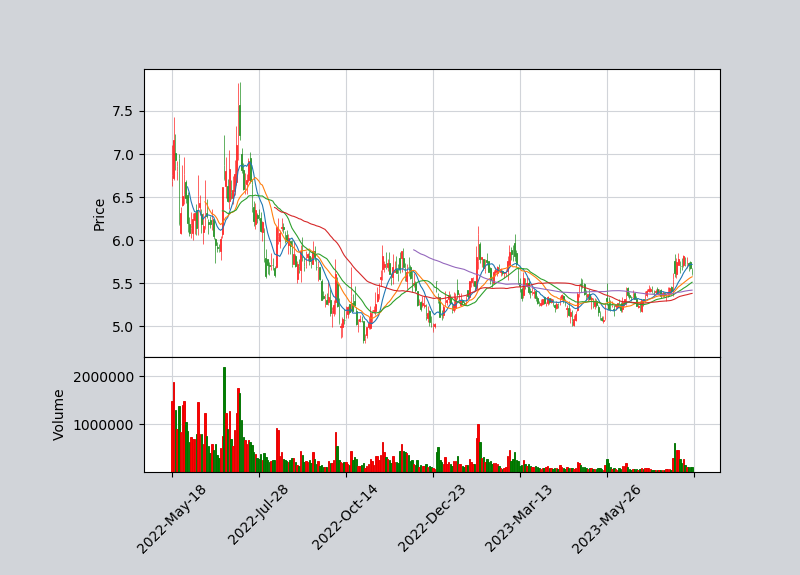 Price
7.5
7.0
6.5
6.0
5.5
5.0
Volume
2000000
1000000
2022-May-18
2022-Jul-28
2022-Oct-14
2022-Dec-23
2023-Mar-13
2023-May-26